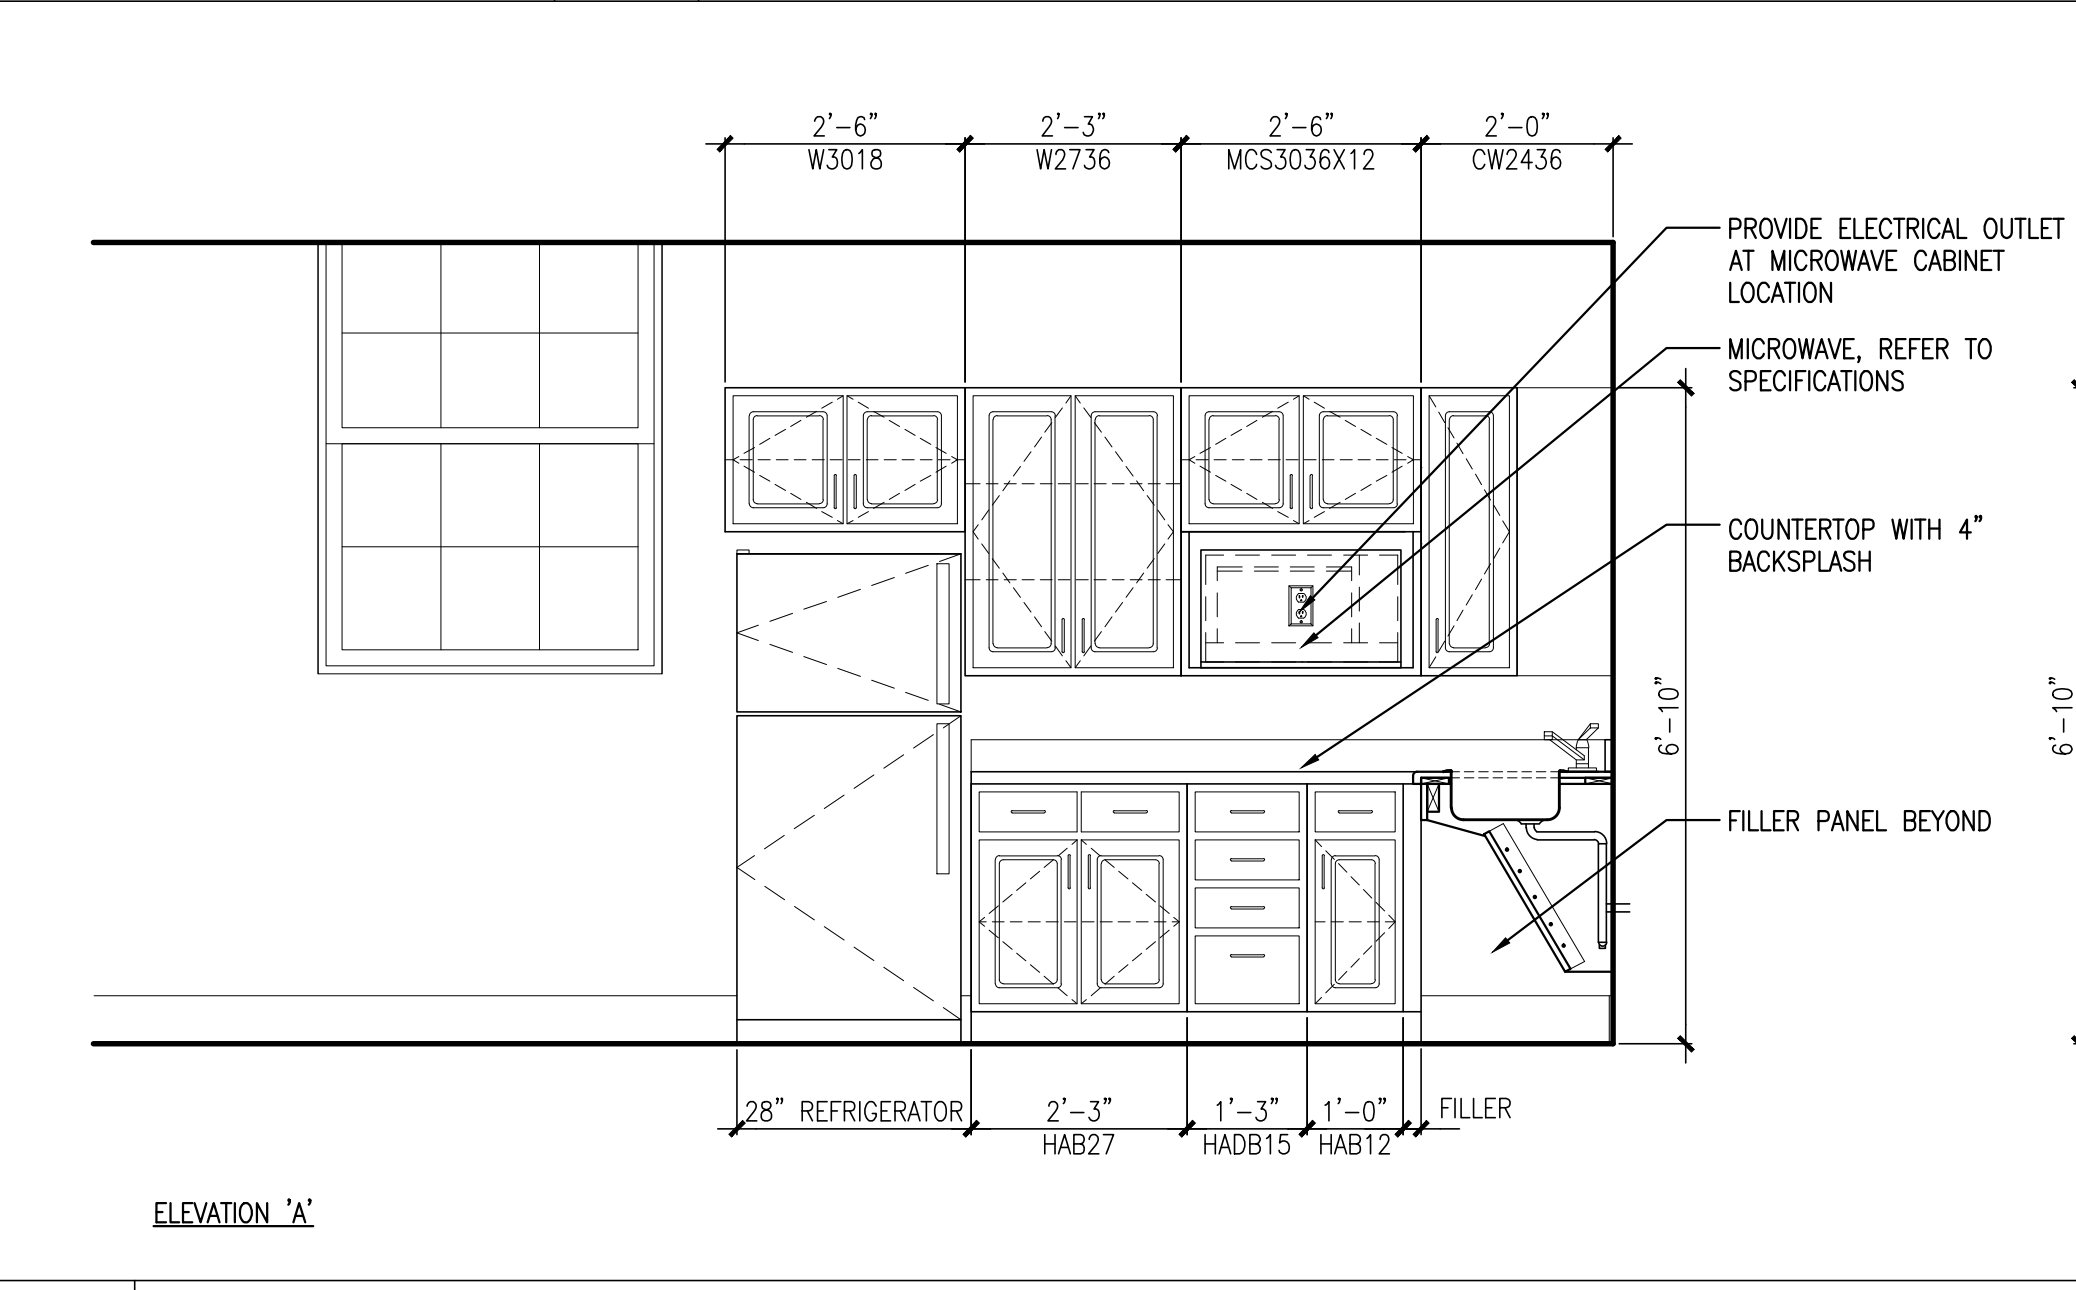 2'-6"
2'-3"
2'-6"
2'-0"
W3018
W2736
MCS3036X12
CW2436
PROVIDE ELECTRICAL OUTLET
AT MICROWAVE CABINET
LOCATION
MICROWAVE, REFER TO
SPECIFICATIONS
COUNTERTOP WITH 4"
BACKSPLASH
6'-10"
6'-10"
FILLER PANEL BEYOND
28" REFRIGERATOR
2'-3"
1'-3"
1'-0"
FILLER
HAB27
HADB15
HAB12
ELEVATION 'A'